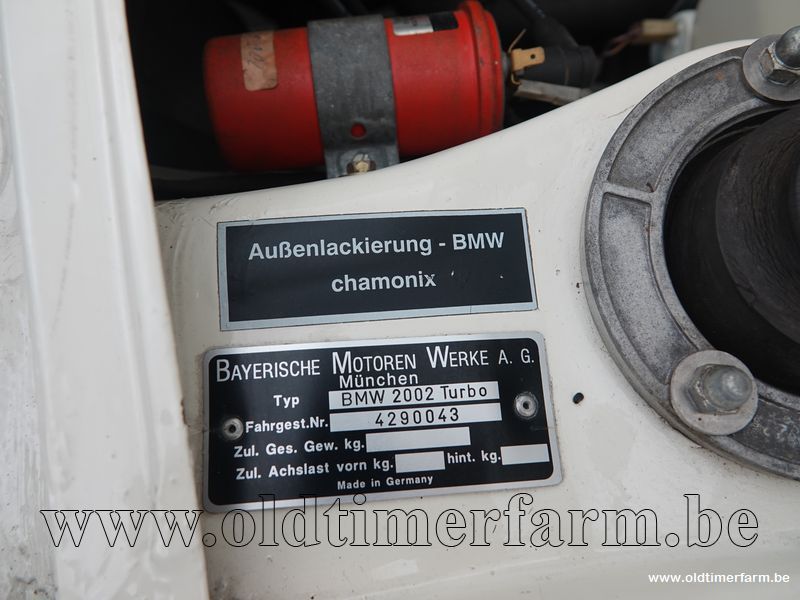 Außenlackierung - BMW
chamonix
BAYERISCHE MOTOREN WERKE A. G.
München
Typ BMW 2002 Turbo
Fahrgest.Nr. 4290043
Zul. Ges. Gew. kg.
Zul. Achslast vorn kg. hint. kg.
Made in Germany
www.oldtimerfarm.be
www.oldtimerfarm.be